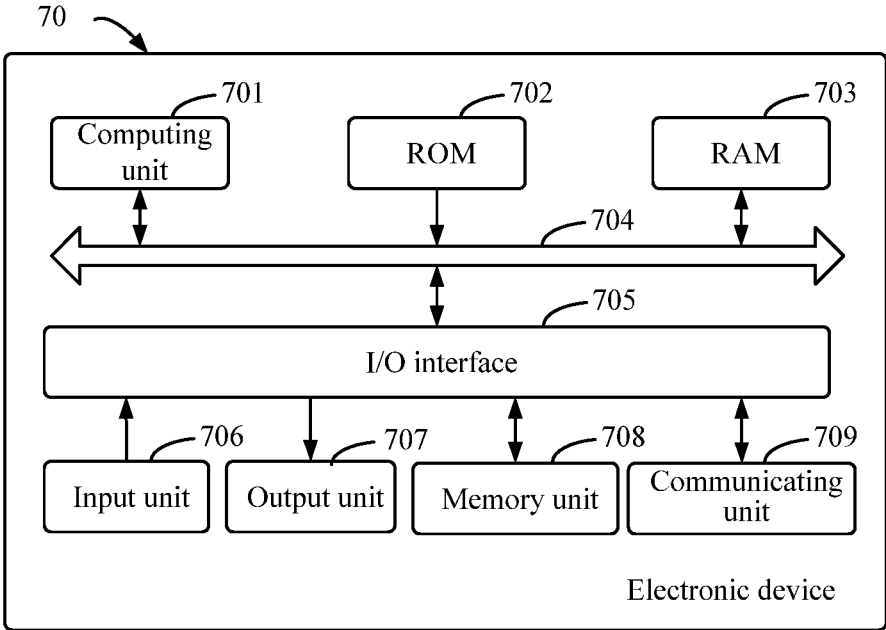 70
701
702
703
Computing
unit
ROM
RAM
704
705
I/O interface
706
707
708
709
Input unit
Output unit
Memory unit
Communicating
unit
Electronic device